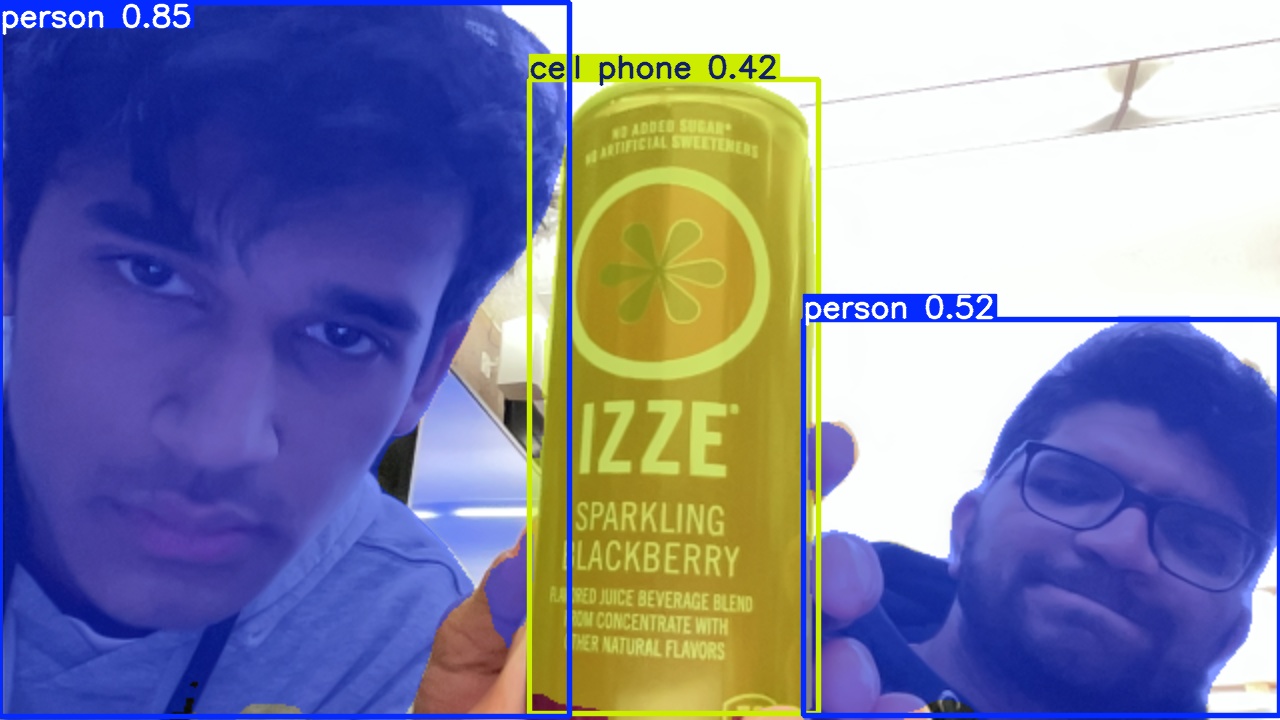 person 0.85
cell phone 0.42
NO ADDED SUGAR*
NO ARTIFICIAL SWEETENERS
person 0.52
IZZE
SPARKLING
BLACKBERRY
FLAVORED JUICE BEVERAGE BLEND
FROM CONCENTRATE WITH
OTHER NATURAL FLAVORS